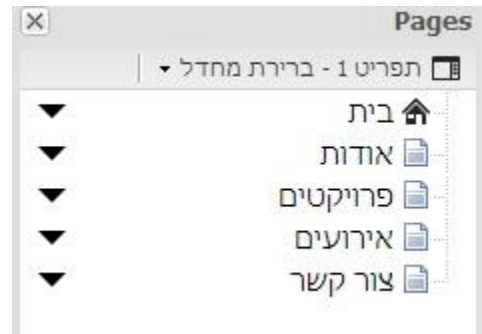 Pages
תפריט 1 - ברירת מחדל
בית
אודות
פרויקטים
אירועים
צור קשר